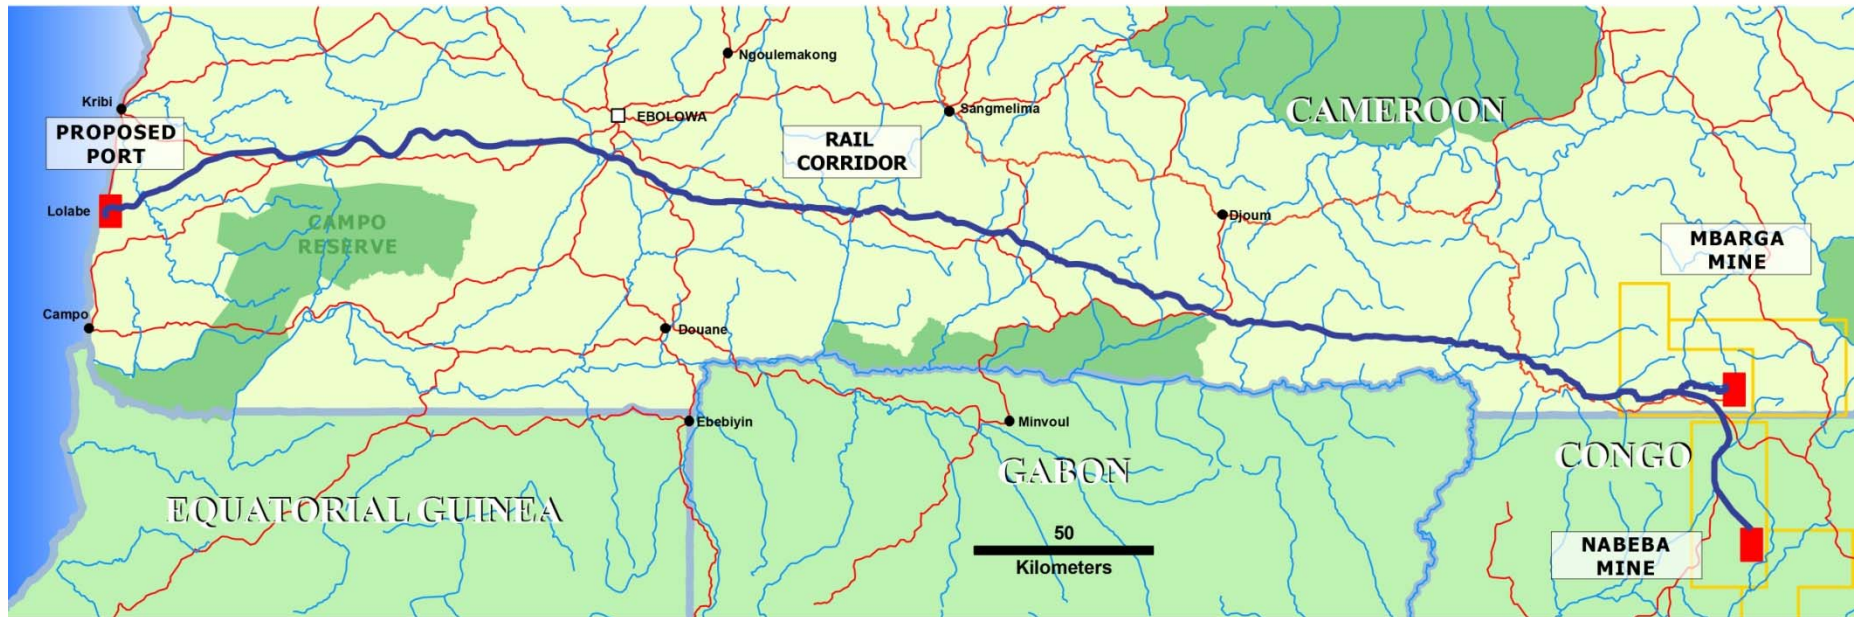 Ngoulemakong
Kribi
PROPOSED
PORT
EBOLOWA
Sangmelima
CAMEROON
RAIL
CORRIDOR
Lolabe
CAMPO
RESERVE
Djoum
MBARGA
MINE
Campo
Douane
Ebebiyin
Minvoul
CONGO
GABON
EQUATORIAL GUINEA
50
Kilometers
NABEBA
MINE